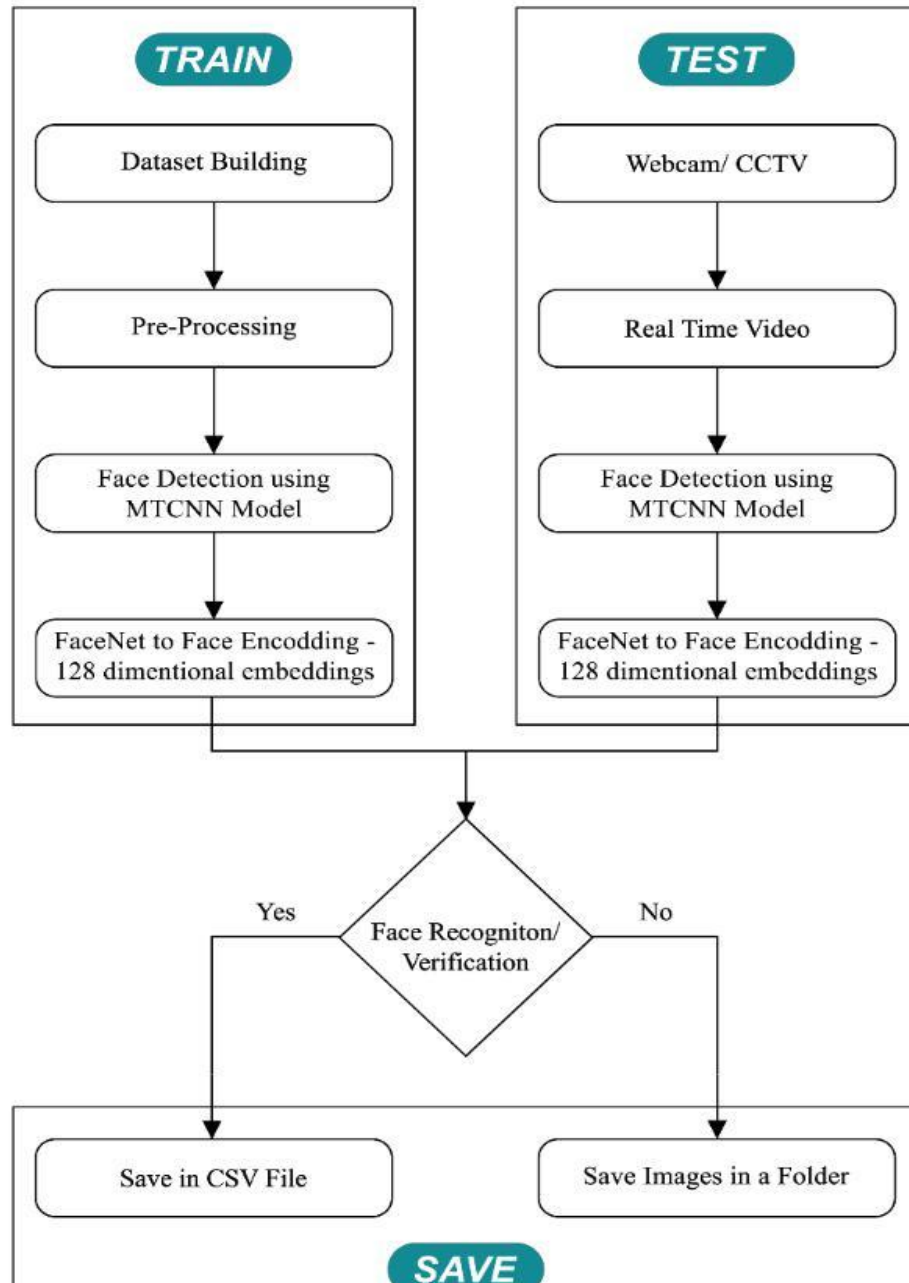 TRAIN
Dataset Building
Pre-Processing
Face Detection using
MTCNN Model
FaceNet to Face Encodding -
128 dimentional embeddings
TEST
Webcam/ CCTV
Real Time Video
Face Detection using
MTCNN Model
FaceNet to Face Encoding -
128 dimentional embeddings
Yes
Face Recogniton/
Verification
No
Save in CSV File
Save Images in a Folder
SAVE